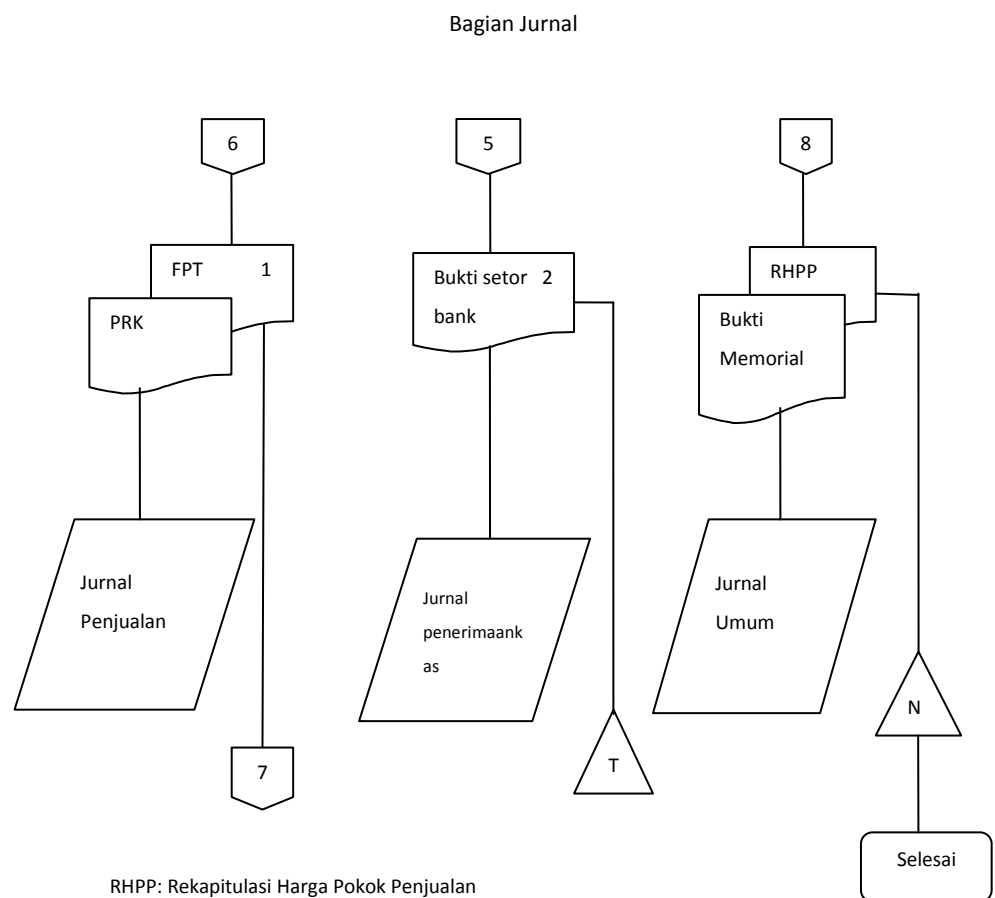 Bagian Jurnal
6
5
8
FPT 1
PRK
Bukti setor 2
bank
RHPP
Bukti
Memorial
Jurnal
Penjualan
Jurnal
penerimaank
as
Jurnal
Umum
7
T
N
Selesai
RHPP: Rekapitulasi Harga Pokok Penjualan